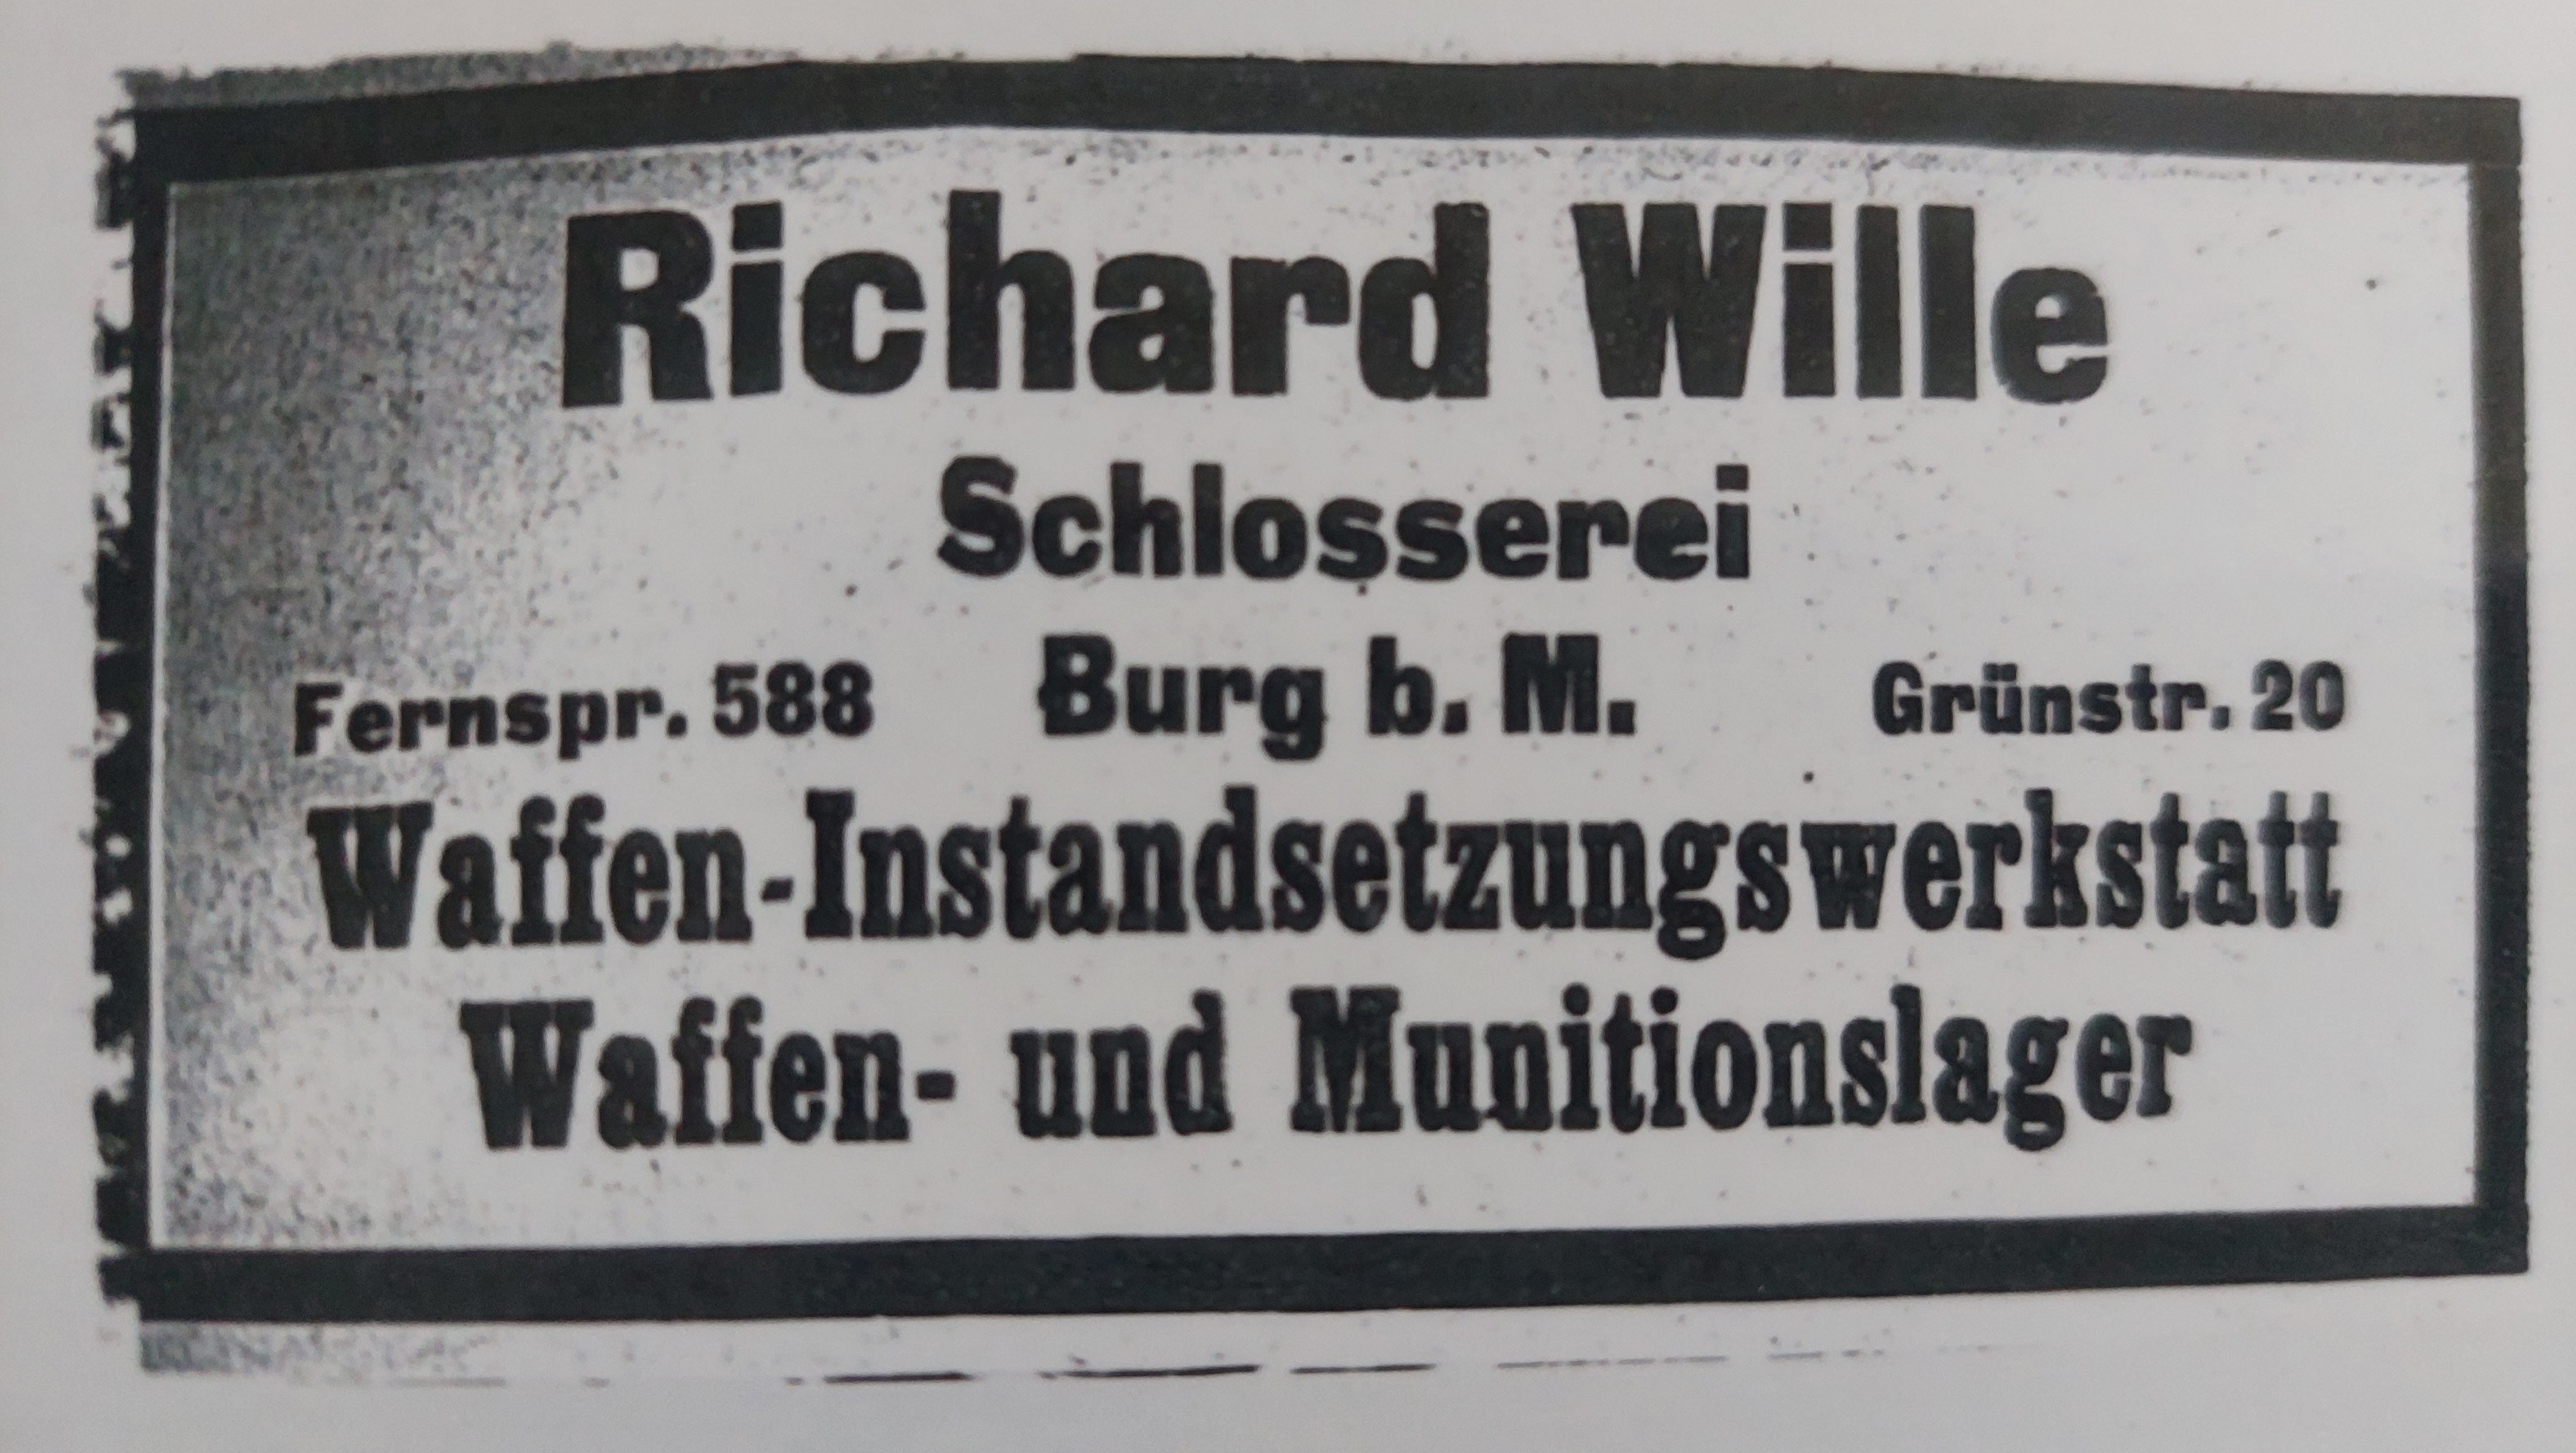 Richard Wille
Schlosserei
Fernspr. 588 Burg b. M. Grünstr. 20
Waffen-Instandsetzungswerkstatt
Waffen- und Munitionslager